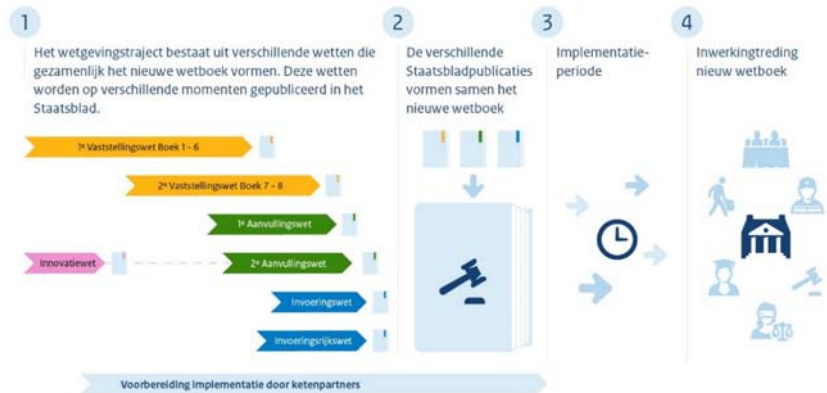 1
Het wetgevingstraject bestaat uit verschillende wetten die
gezamenlijk het nieuwe wetboek vormen. Deze wetten
worden op verschillende momenten gepubliceerd in het
Staatsblad.
1e Vaststellingswet Boek 1 - 6
2e Vaststellingswet Boek 7 - 8
1e Aanvullingswet
Innovatiewet
2e Aanvullingswet
Invoeringswet
Invoeringsrijkswet
Voorbereiding implementatie door ketenpartners
2
De verschillende
Staatsbladpublicaties
vormen samen het
nieuwe wetboek
3
Implementatie-
periode
4
Inwerkingtreding
nieuw wetboek